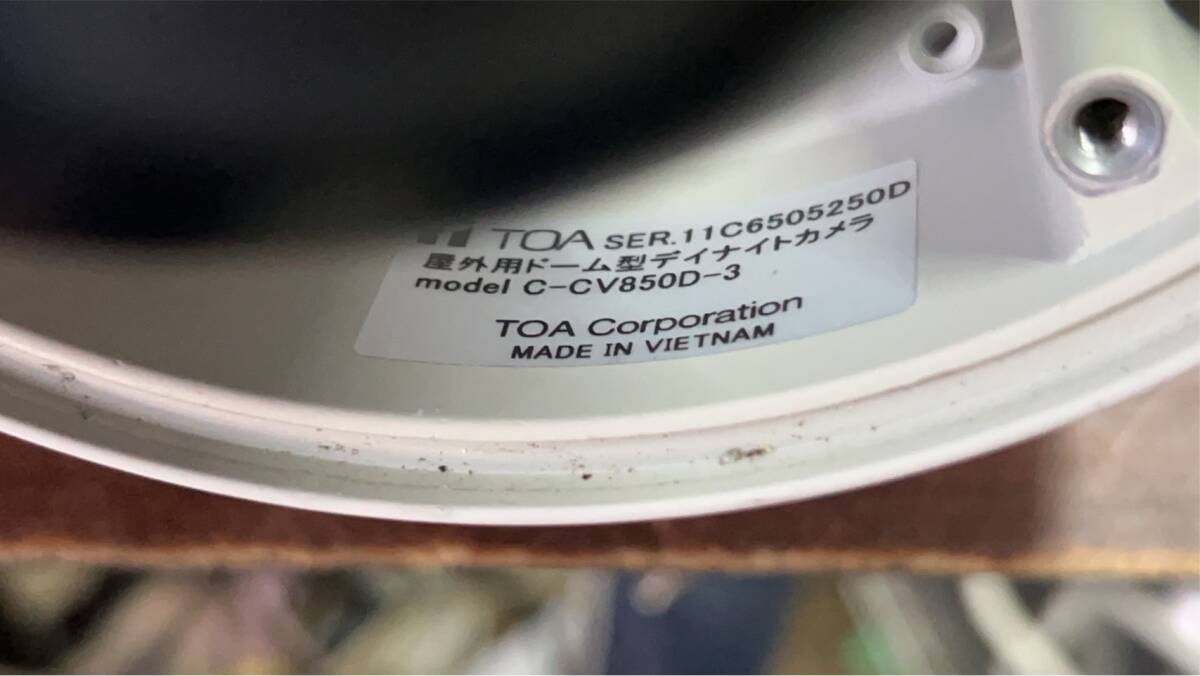 TOA SER.11C6505250D
屋外用ドーム型デイナイトカメラ
model C-CV850D-3
TOA Corporation
MADE IN VIETNAM